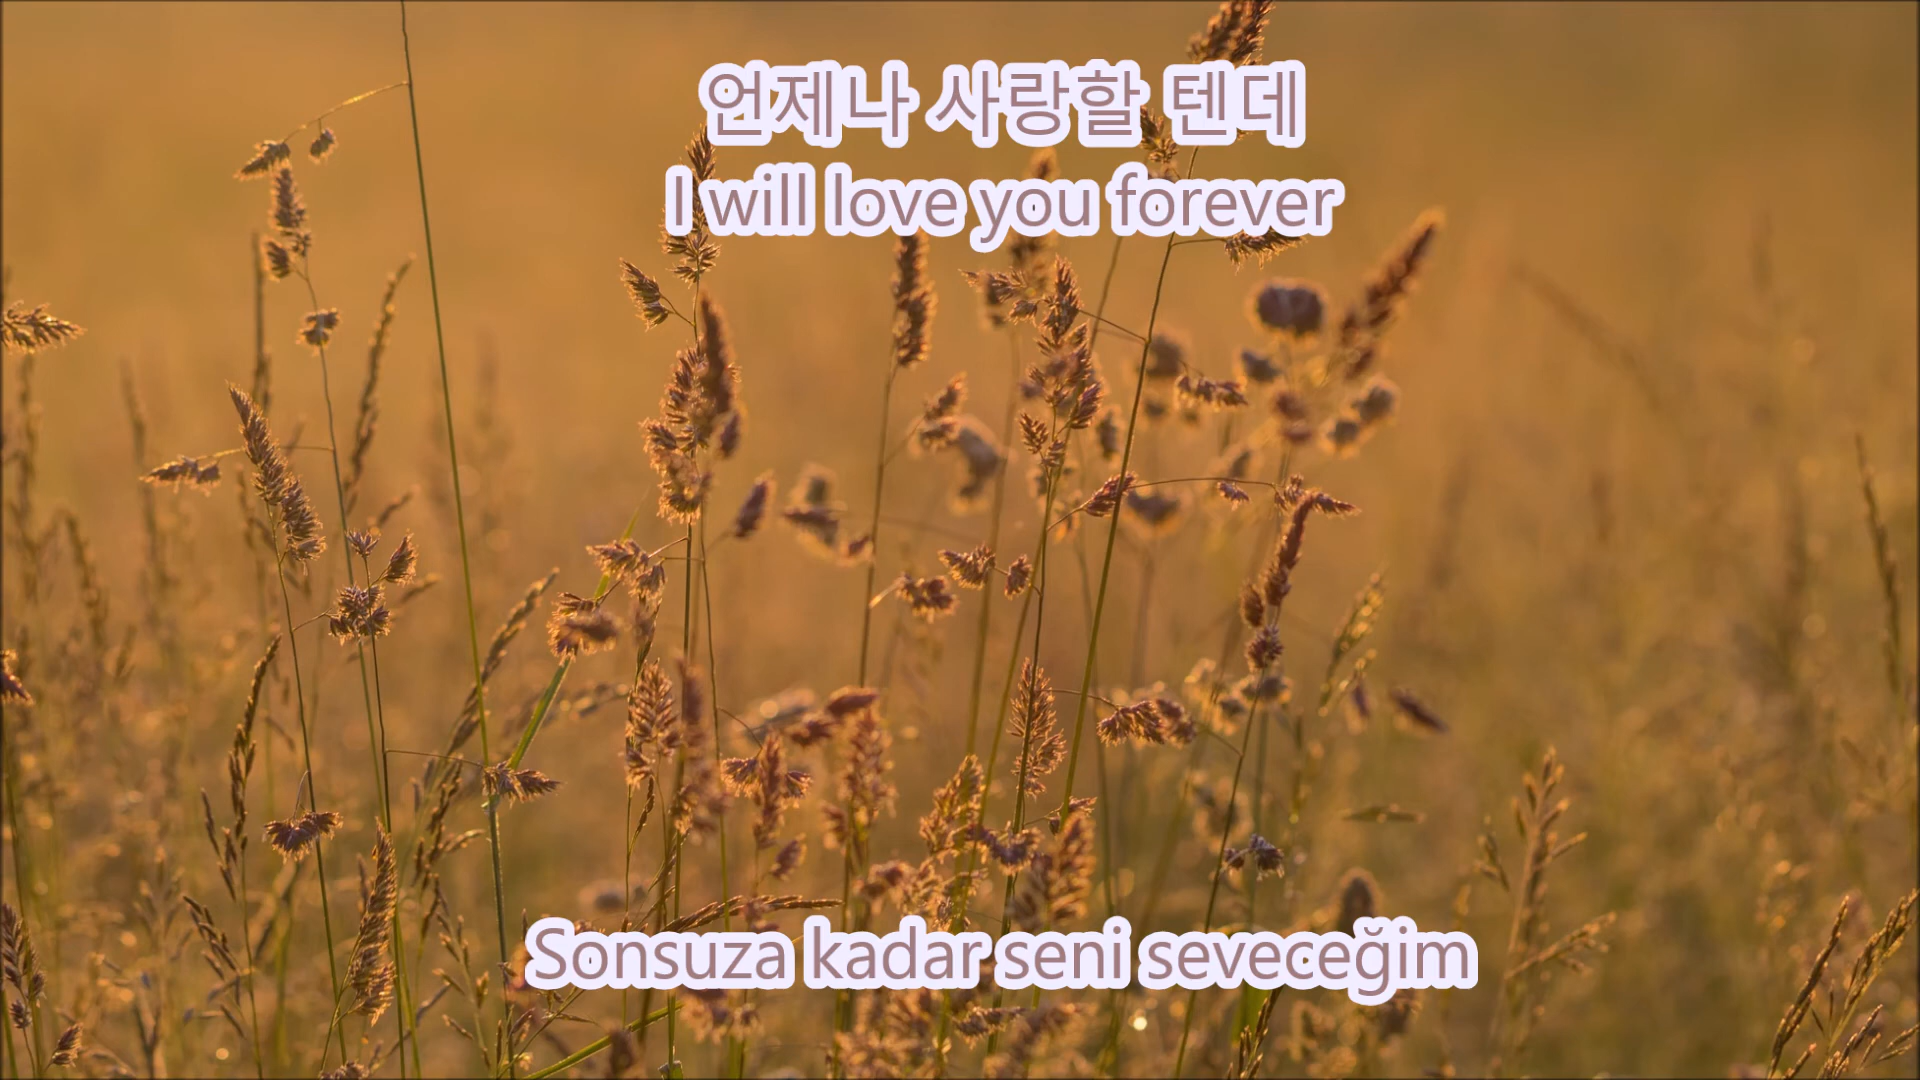 언제나 사랑할 텐데
I will love you forever
Sonsuza kadar seni seveceğim